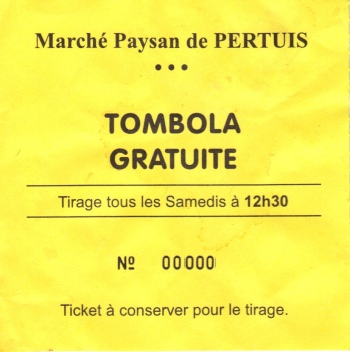 Marché Paysan de PERTUIS
•••
TOMBOLA
GRATUITE
Tirage tous les Samedis à 12h30
Nº 00000
Ticket à conserver pour le tirage.